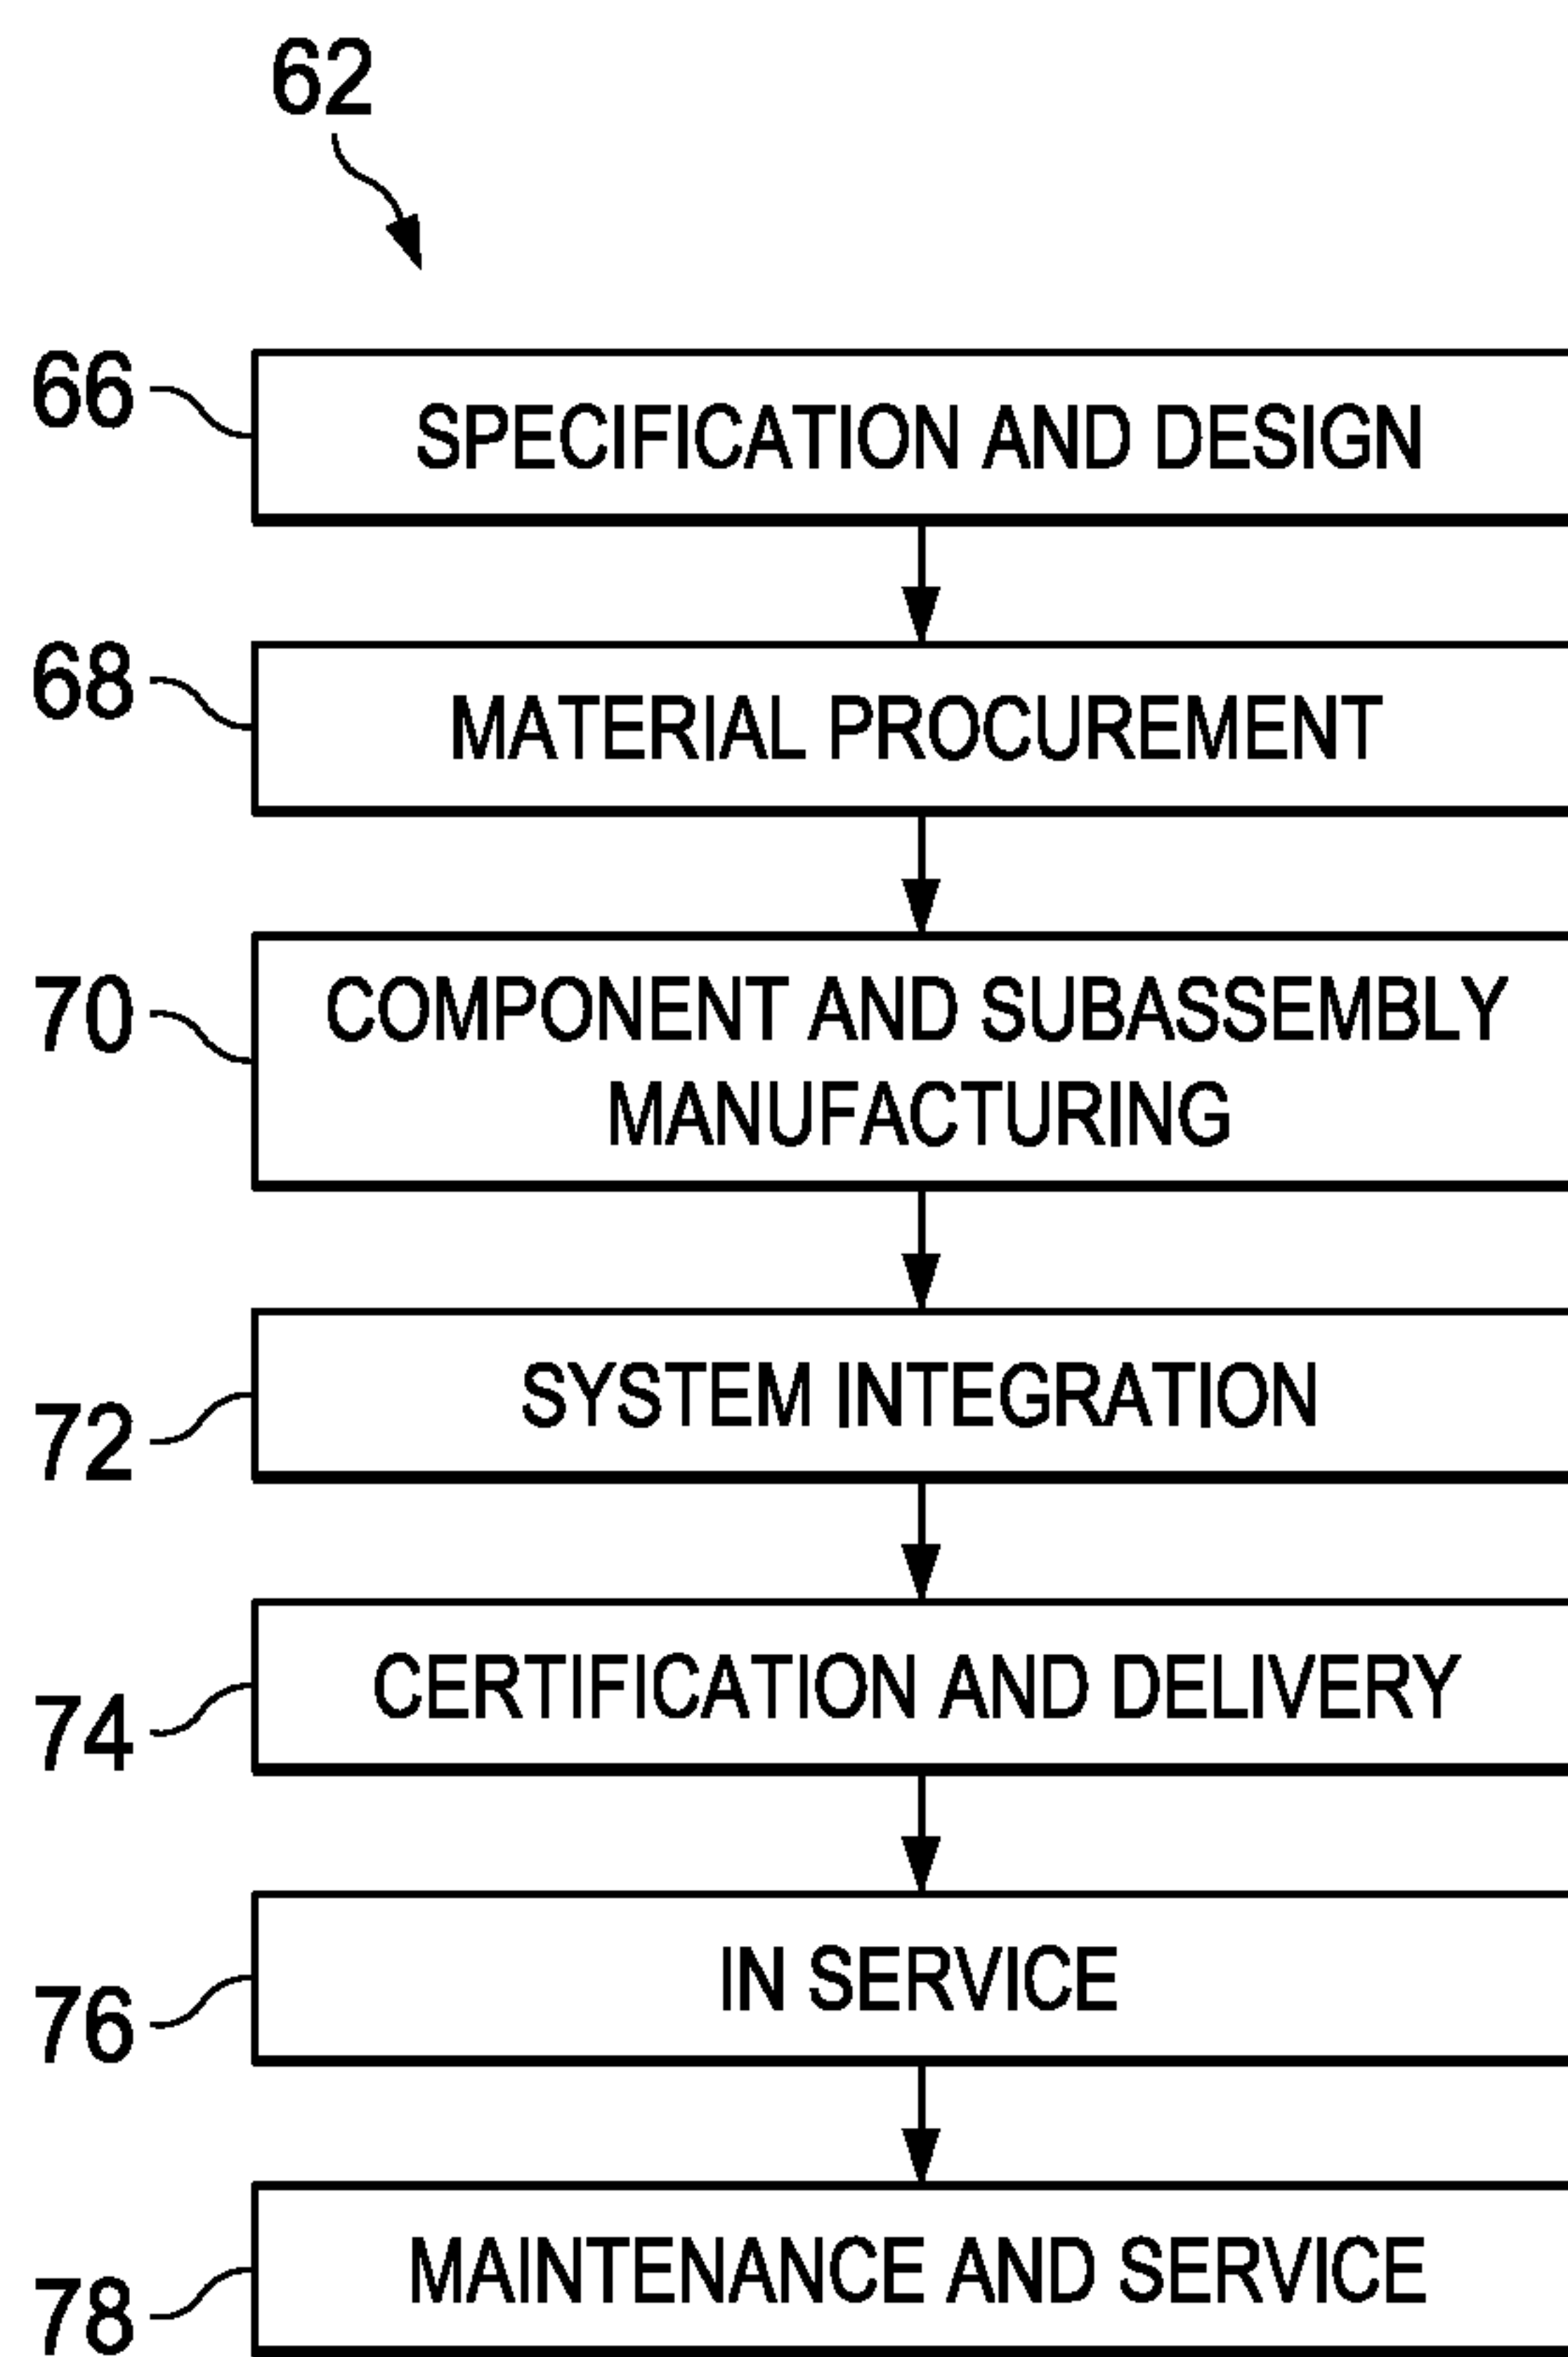 62
66
SPECIFICATION AND DESIGN
68
MATERIAL PROCUREMENT
70
COMPONENT AND SUBASSEMBLY
MANUFACTURING
72
SYSTEM INTEGRATION
74
CERTIFICATION AND DELIVERY
76
IN SERVICE
78
MAINTENANCE AND SERVICE